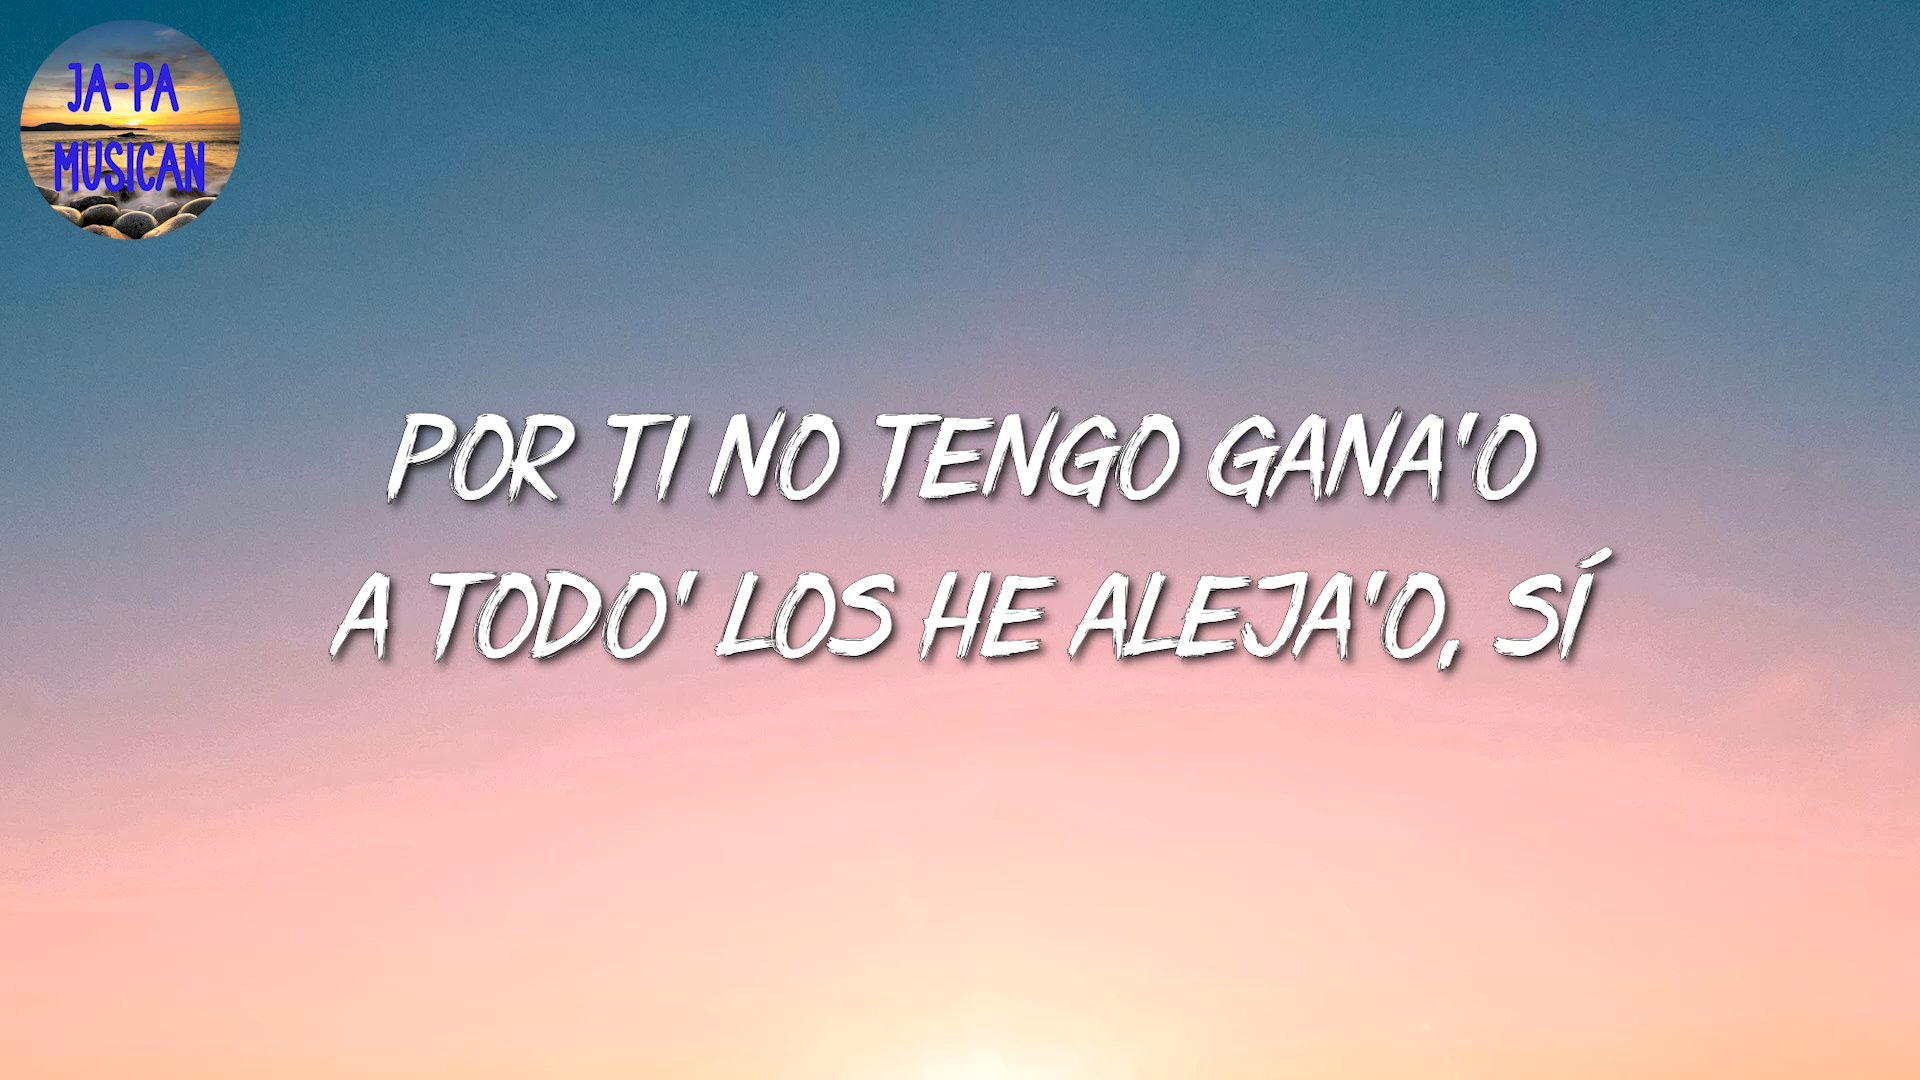 JA-PA
MUSICAN
POR TI NO TENGO GANA'O
A TODO' LOS HE ALEJA'O, SÍ